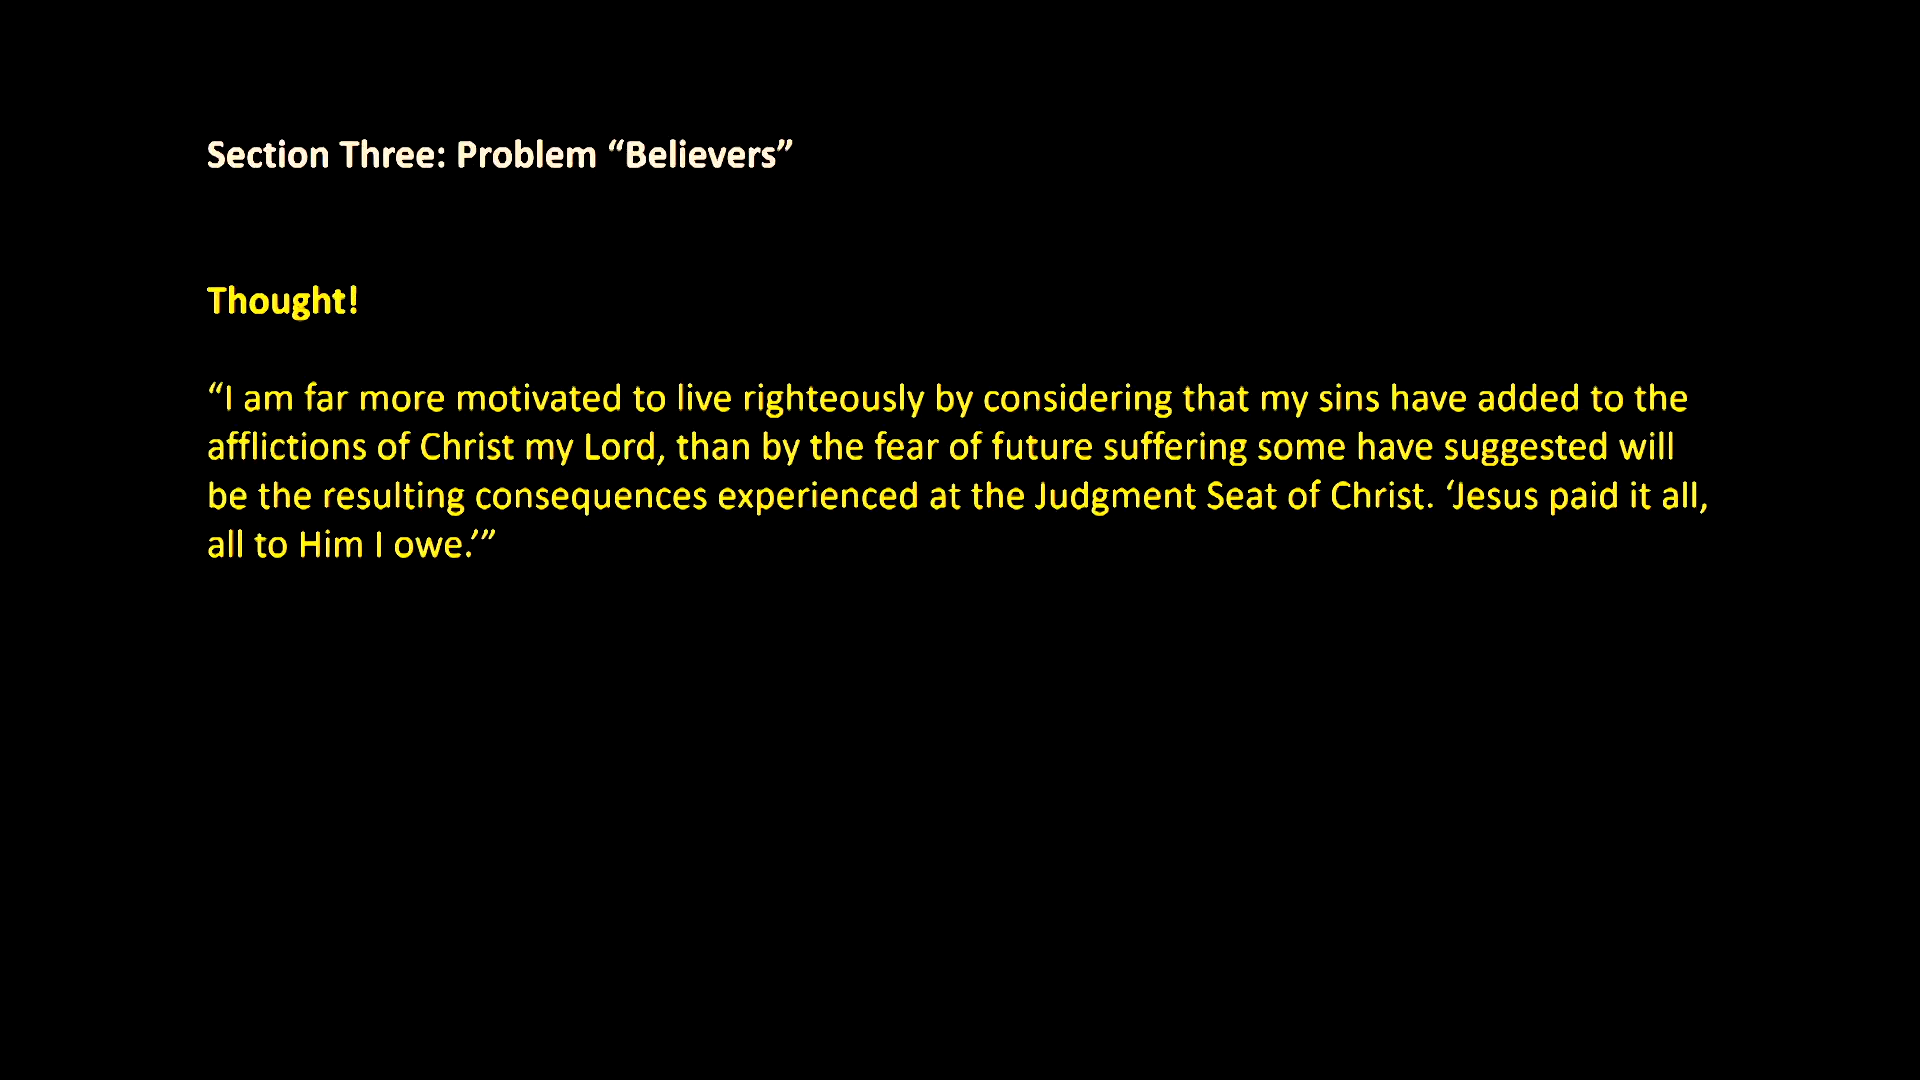 Section Three: Problem “Believers”
Thought!
“I am far more motivated to live righteously by considering that my sins have added to the
afflictions of Christ my Lord, than by the fear of future suffering some have suggested will
be the resulting consequences experienced at the Judgment Seat of Christ. ‘Jesus paid it all,
all to Him I owe.’”